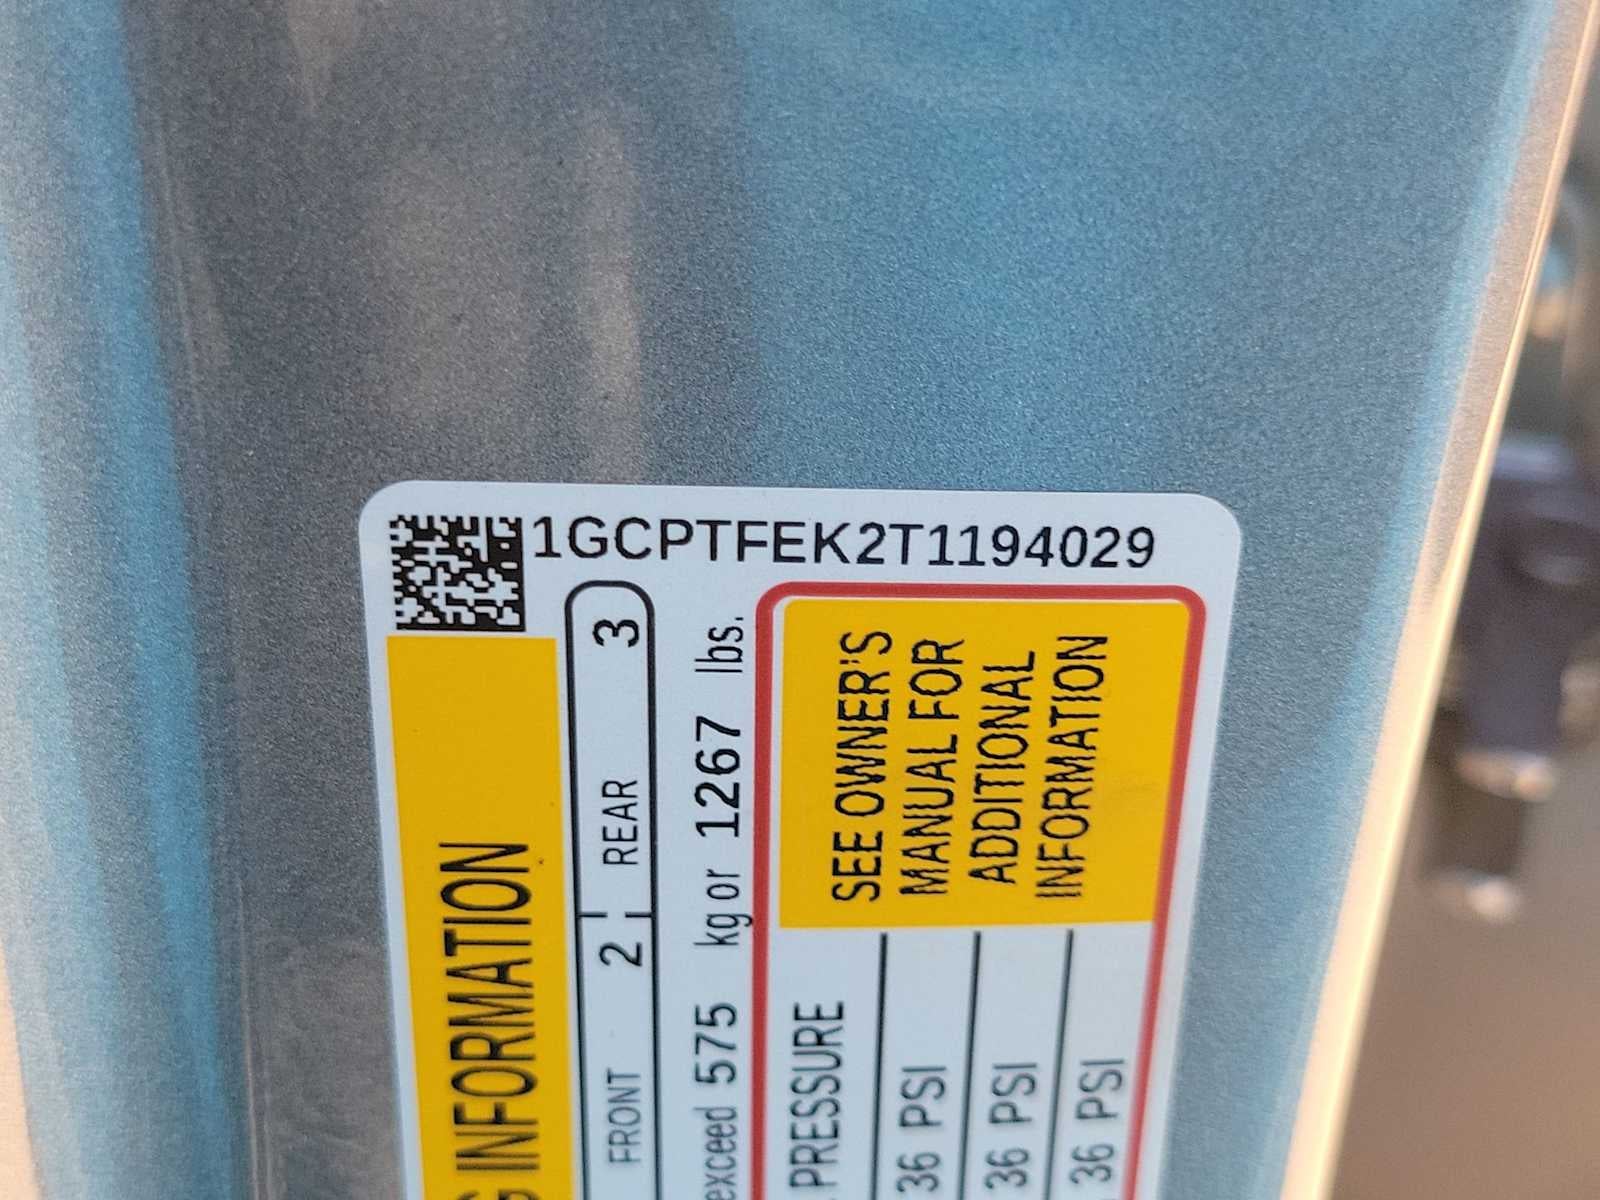 1GCPTFEK2T1194029
INFORMATION
FRONT 2 REAR 3
exceed 575 kg or 1267 lbs.
PRESSURE
36 PSI
36 PSI
36 PSI
SEE OWNER'S
MANUAL FOR
ADDITIONAL
INFORMATION